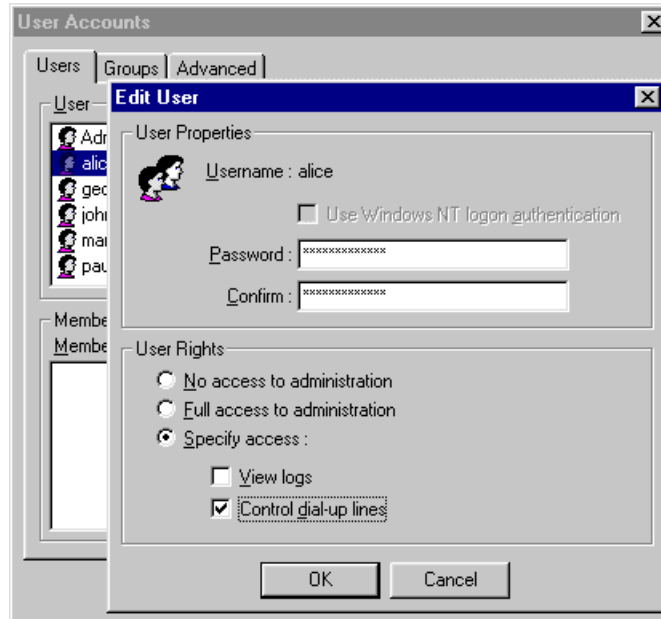 User Accounts
Users Groups Advanced
Edit User
User
User Properties
Username : alice
Use Windows NT logon authentication
Password : *************
Confirm : *************
User Rights
No access to administration
Full access to administration
Specify access :
View logs
Control dial-up lines
OK Cancel